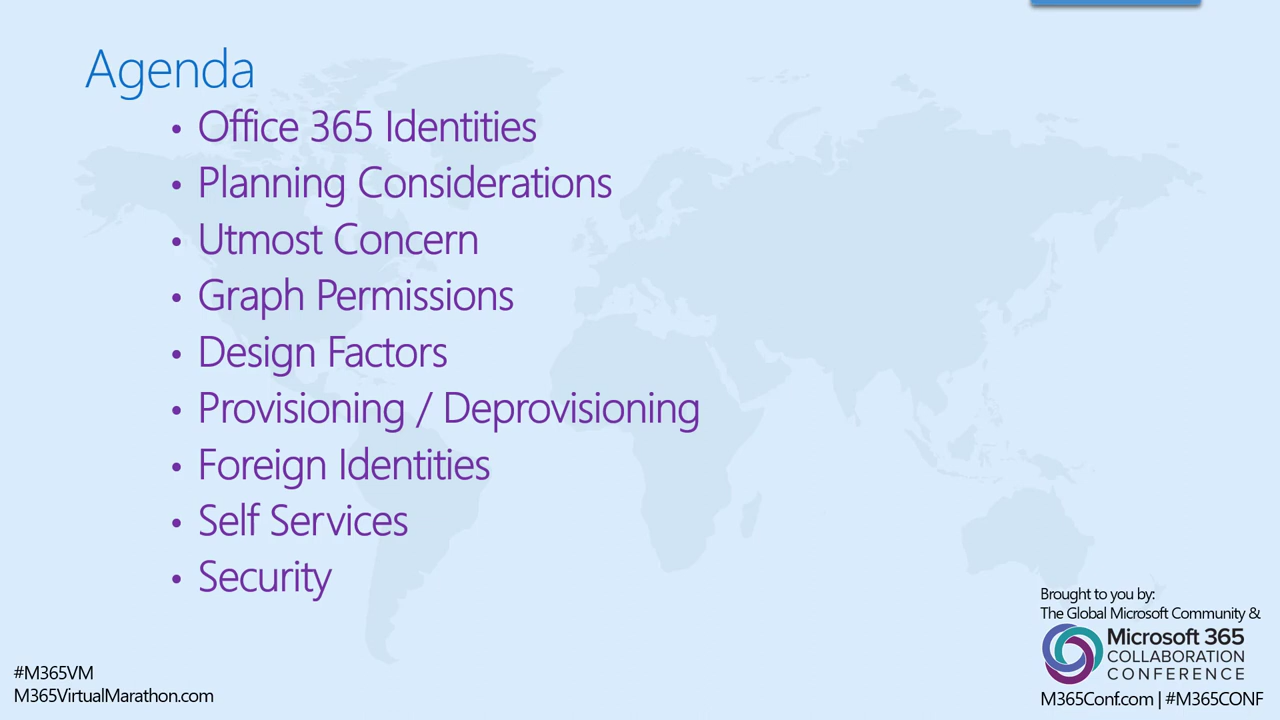 Agenda
• Office 365 Identities
• Planning Considerations
• Utmost Concern
• Graph Permissions
• Design Factors
• Provisioning / Deprovisioning
• Foreign Identities
• Self Services
• Security
Brought to you by:
The Global Microsoft Community &
Microsoft 365
COLLABORATION
CONFERENCE
M365Conf.com | #M365CONF
#M365VM
M365VirtualMarathon.com